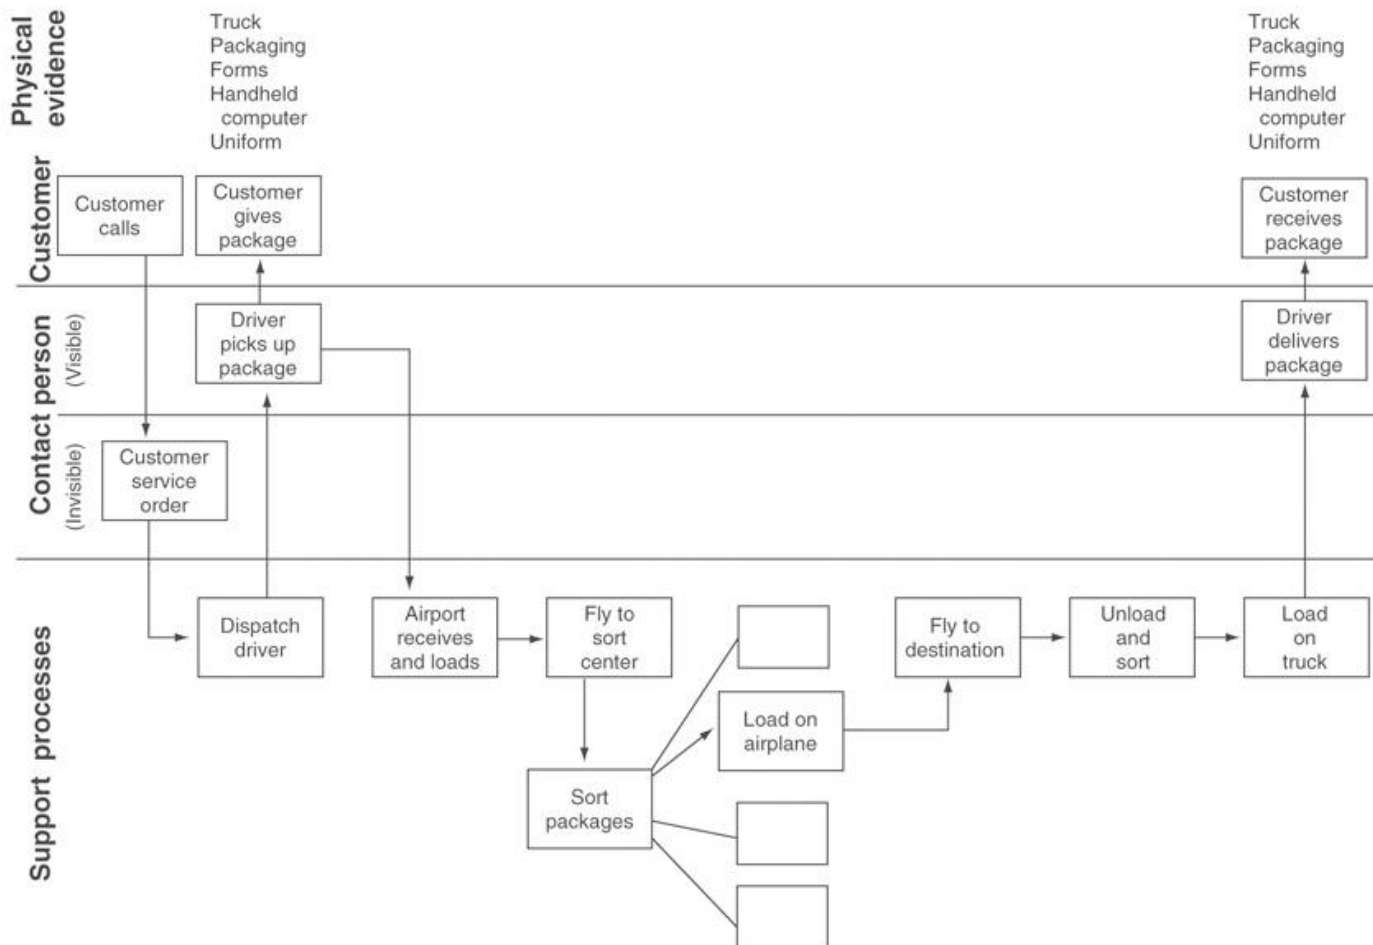 Physical
evidence
Truck
Packaging
Forms
Handheld
computer
Uniform
Truck
Packaging
Forms
Handheld
computer
Uniform
Customer
Customer
calls
Customer
gives
package
Customer
receives
package
Contact person
(Visible)
Driver
picks up
package
Driver
delivers
package
(Invisible)
Customer
service
order
Support processes
Dispatch
driver
Airport
receives
and loads
Fly to
sort
center
Fly to
destination
Unload
and
sort
Load
on
truck
Load on
airplane
Sort
packages